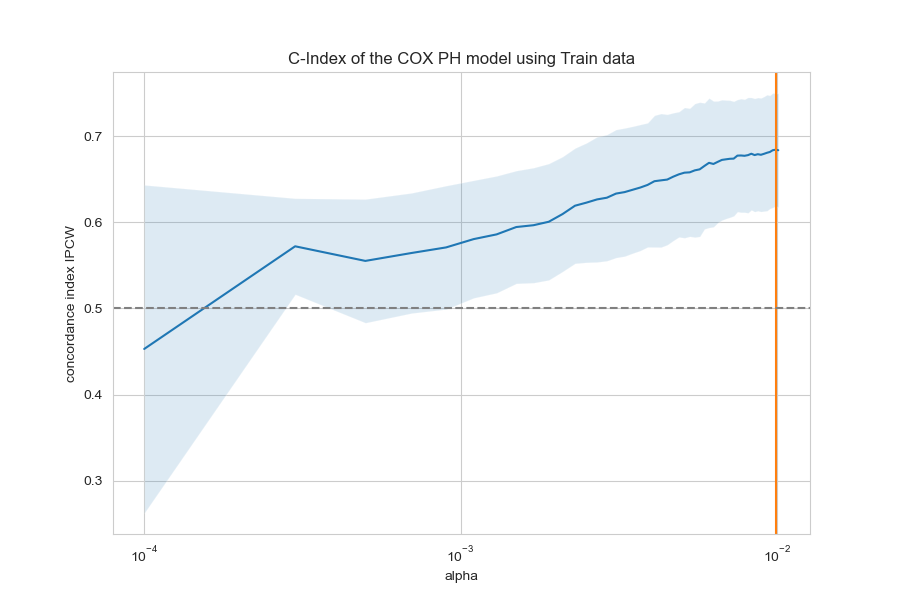 C-Index of the COX PH model using Train data
concordance index IPCW
0.7
0.6
0.5
0.4
0.3
10⁻⁴
10⁻³
10⁻²
alpha